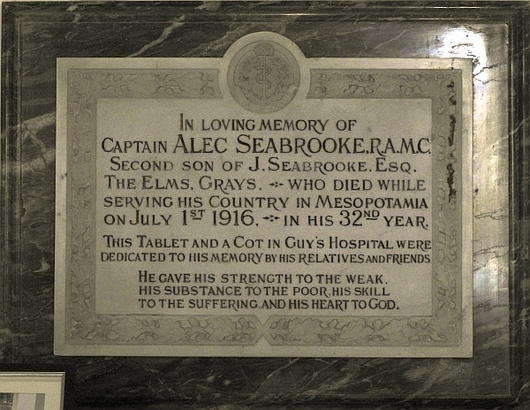 IN LOVING MEMORY OF
CAPTAIN ALEC SEABROOKE, R.A.M.C.
SECOND SON OF J. SEABROOKE. ESQ.
THE ELMS, GRAYS. WHO DIED WHILE
SERVING HIS COUNTRY IN MESOPOTAMIA
ON JULY 1ST 1916. IN HIS 32ND YEAR.
THIS TABLET AND A COT IN GUY'S HOSPITAL WERE
DEDICATED TO HIS MEMORY BY HIS RELATIVES AND FRIENDS.
HE GAVE HIS STRENGTH TO THE WEAK.
HIS SUBSTANCE TO THE POOR. HIS SKILL
TO THE SUFFERING. AND HIS HEART TO GOD.